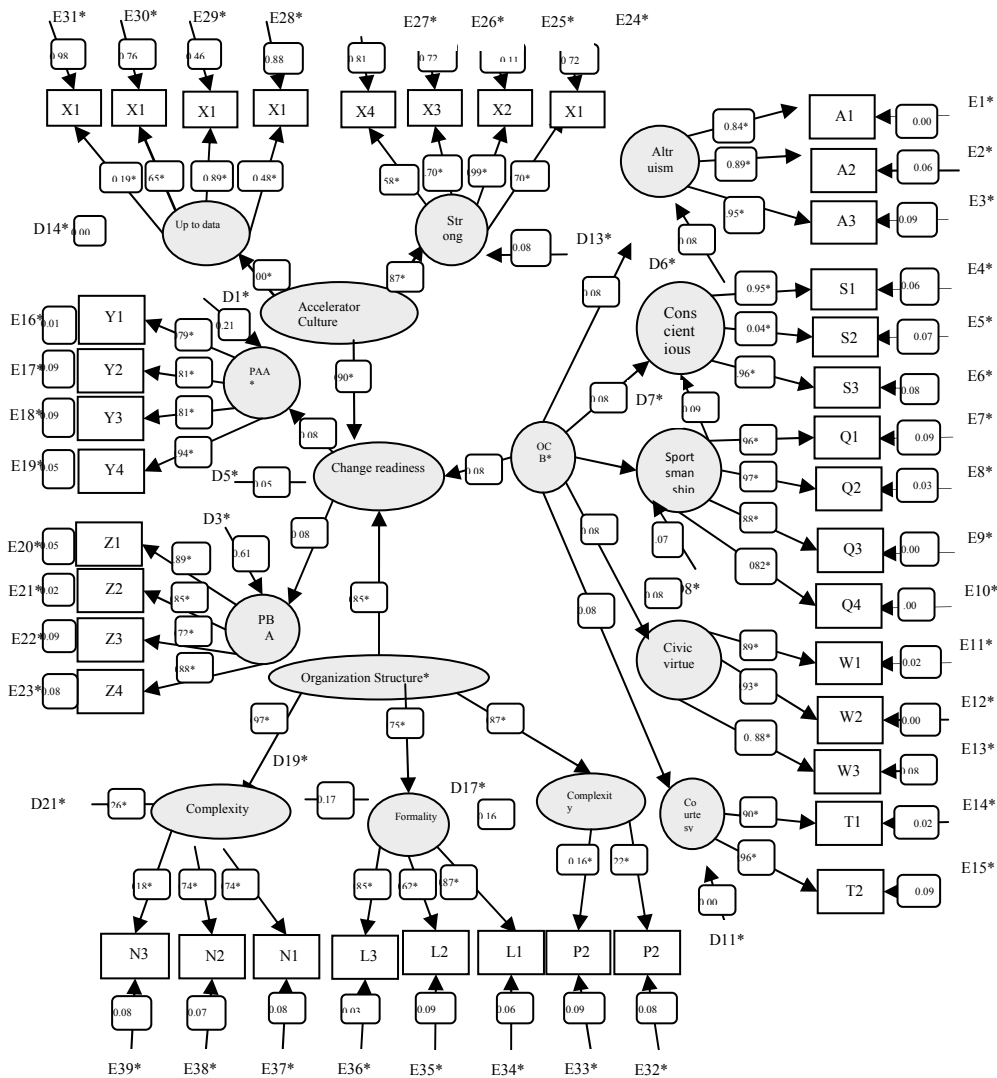 E31* E30* E29* E28* E27* E26* E25* E24*
0.98 0.76 0.46 0.88 0.81 0.72 0.11 0.72
X1 X1 X1 X1 X4 X3 X2 X1
0.19* .65* 0.89* 0.48* .58* .70* .99* .70*
Up to data
Str
ong
D14* 0.00
0.08 D13*
.00* .87*
Accelerator
Culture
D1*
0.21
.90*
E16* 0.01 Y1 .79*
E17* 0.09 Y2 .81*
E18* 0.09 Y3 .81*
E19* 0.05 Y4 .94*
PAA
*
0.08
Change readiness
D5* 0.05
0.08
0.08
D3*
0.61
E20* 0.05 Z1 .89*
E21* 0.02 Z2 .85*
E22* 0.09 Z3 .72*
E23* 0.08 Z4 .88*
PB
A
.85*
Organization Structure*
.97* .75* .87*
D19*
D21* .26*
Complexity
0.17
Formality
D17*
0.16
Complexit
y
.18* .74* .74* .85* .62* .87* 0.16* .22*
N3 N2 N1 L3 L2 L1 P2 P2
0.08 0.07 0.08 0.03 0.09 0.06 0.09 0.08
E39* E38* E37* E36* E35* E34* E33* E32*
OC
B*
0.08
0.08
0.08
0.08
Altr
uism
0.84* A1 0.00 E1*
0.89* A2 0.06 E2*
.95* A3 0.09 E3*
0.08
D6*
Cons
cient
ious
0.95* S1 0.06 E4*
0.04* S2 0.07 E5*
.96* S3 0.08 E6*
D7*
0.09
Sport
sman
ship
.96* Q1 0.09 E7*
.97* Q2 0.03 E8*
.88* Q3 0.00 E9*
082* Q4 .00 E10*
.07
0.08 8*
Civic
virtue
.89* W1 0.02 E11*
.93* W2 0.00 E12*
0. 88* W3 0.08 E13*
Co
urte
sy
.90* T1 0.02 E14*
.96* T2 0.09 E15*
0.00
D11*